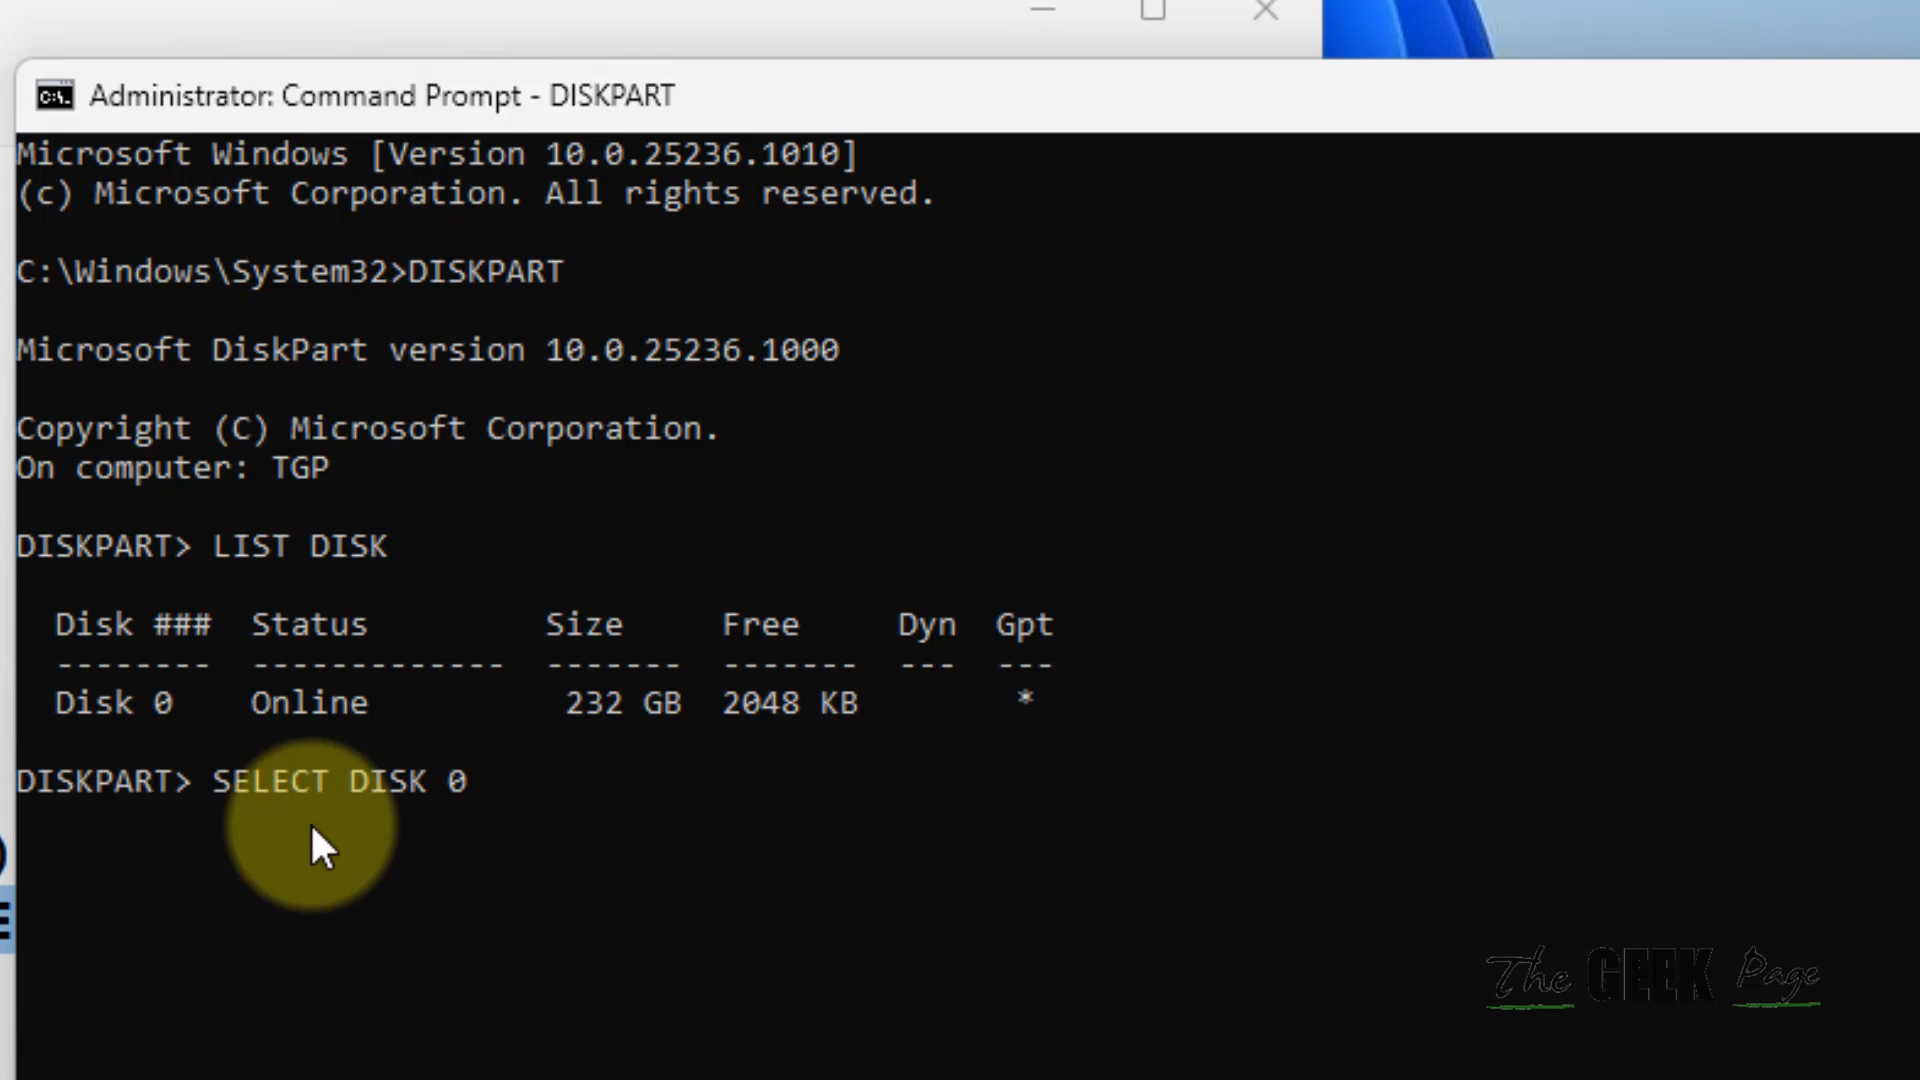 Administrator: Command Prompt - DISKPART
Microsoft Windows [Version 10.0.25236.1010]
(c) Microsoft Corporation. All rights reserved.
C:\Windows\System32>DISKPART
Microsoft DiskPart version 10.0.25236.1000
Copyright (C) Microsoft Corporation.
On computer: TGP
DISKPART> LIST DISK
Disk ### Status Size Free Dyn Gpt
-------- ------------- ------- ------- --- ---
Disk 0 Online 232 GB 2048 KB *
DISKPART> SELECT DISK 0
The GEEK Page